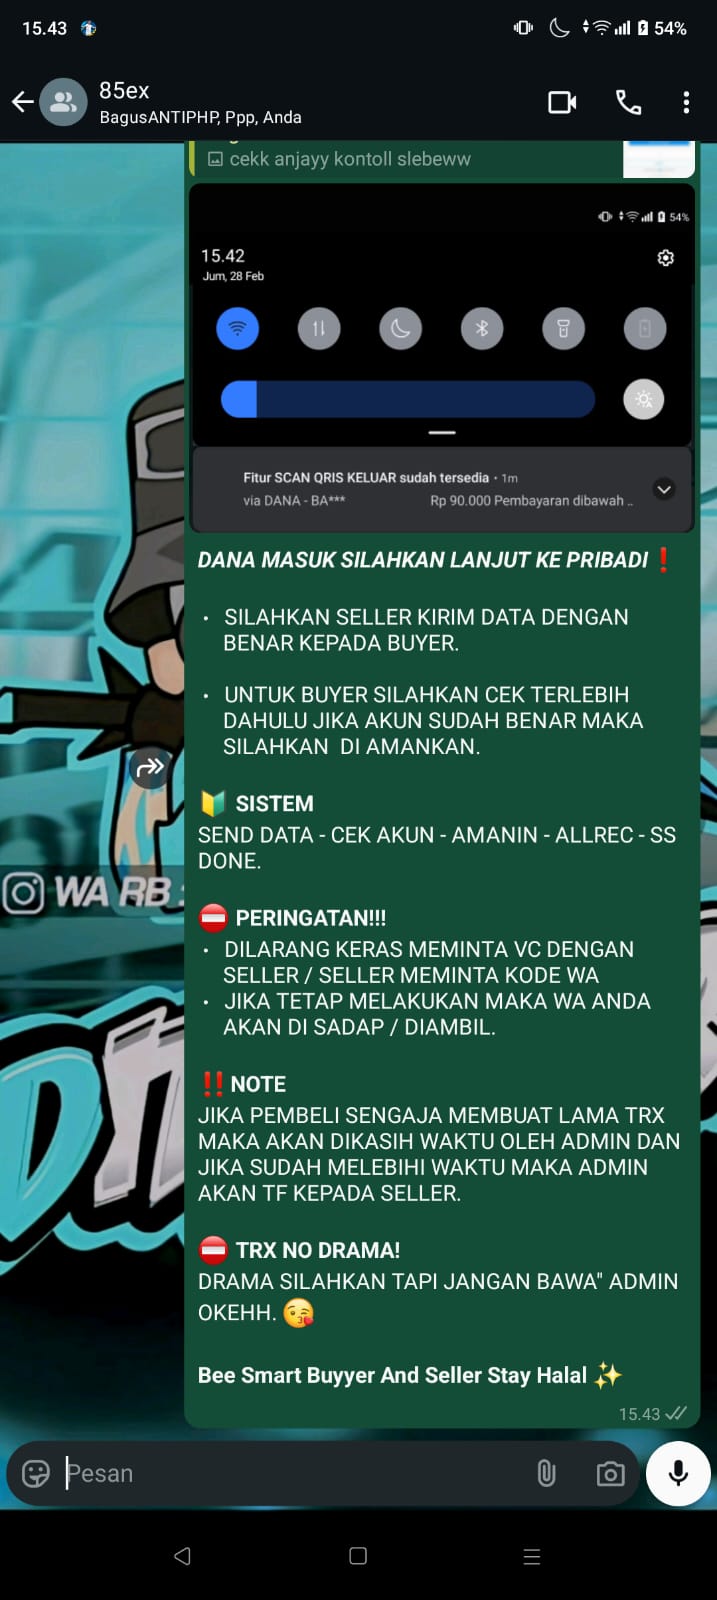 15.43
54%
85ex
BagusANTIPHP, Ppp, Anda
cekk anjayy kontoll slebeww
54%
15.42
Jum, 28 Feb
Fitur SCAN QRIS KELUAR sudah tersedia • 1m
via DANA - BA*** Rp 90.000 Pembayaran dibawah ..
DANA MASUK SILAHKAN LANJUT KE PRIBADI❗
• SILAHKAN SELLER KIRIM DATA DENGAN
BENAR KEPADA BUYER.
• UNTUK BUYER SILAHKAN CEK TERLEBIH
DAHULU JIKA AKUN SUDAH BENAR MAKA
SILAHKAN  DI AMANKAN.
🔰 SISTEM
SEND DATA - CEK AKUN - AMANIN - ALLREC - SS
DONE.
⛔ PERINGATAN!!!
• DILARANG KERAS MEMINTA VC DENGAN
SELLER / SELLER MEMINTA KODE WA
• JIKA TETAP MELAKUKAN MAKA WA ANDA
AKAN DI SADAP / DIAMBIL.
‼️NOTE
JIKA PEMBELI SENGAJA MEMBUAT LAMA TRX
MAKA AKAN DIKASIH WAKTU OLEH ADMIN DAN
JIKA SUDAH MELEBIHI WAKTU MAKA ADMIN
AKAN TF KEPADA SELLER.
⛔ TRX NO DRAMA!
DRAMA SILAHKAN TAPI JANGAN BAWA" ADMIN
OKEHH. 😘
Bee Smart Buyyer And Seller Stay Halal ✨
15.43
WA RB :
Pesan